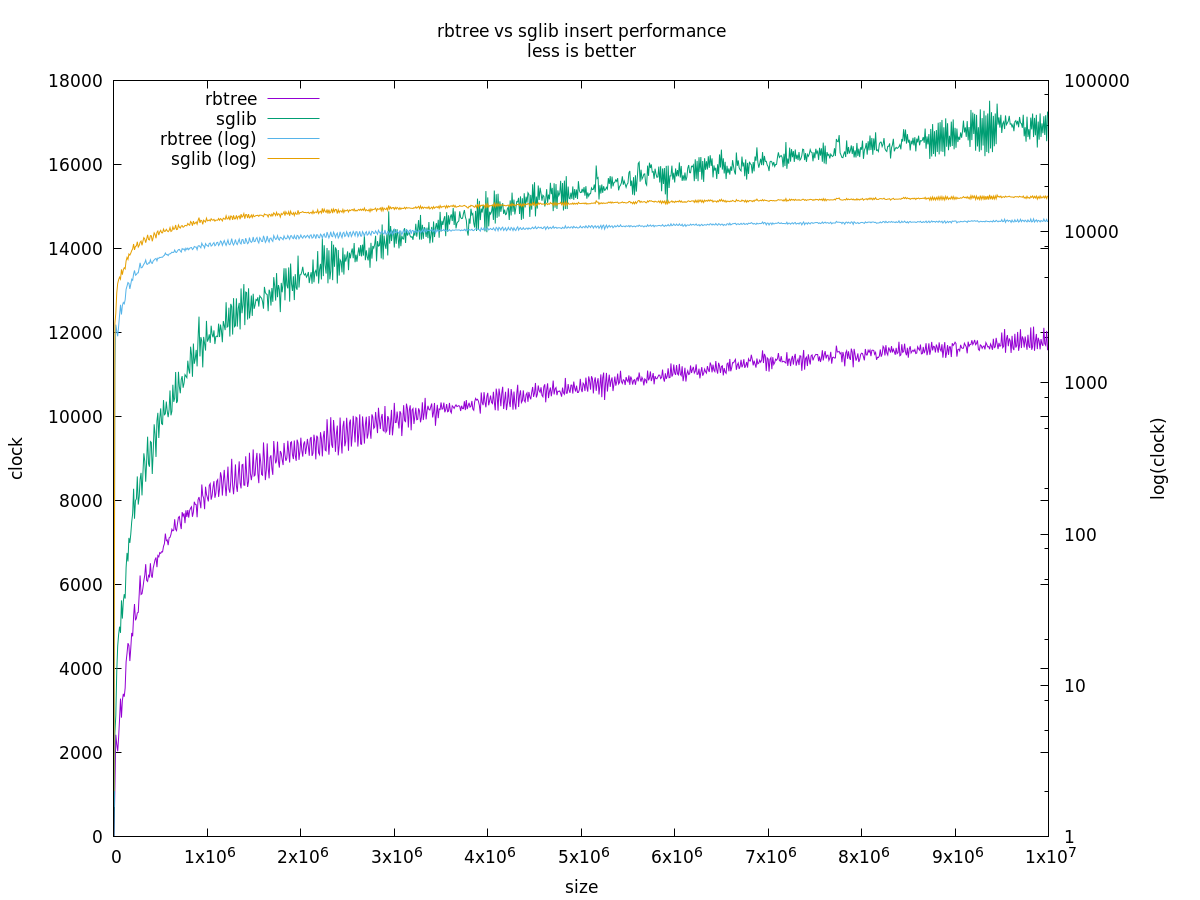 rbtree vs sglib insert performance
less is better
rbtree
sglib
rbtree (log)
sglib (log)
18000
16000
14000
12000
10000
8000
6000
4000
2000
0
clock
100000
10000
1000
100
10
1
log(clock)
0 1x10⁶ 2x10⁶ 3x10⁶ 4x10⁶ 5x10⁶ 6x10⁶ 7x10⁶ 8x10⁶ 9x10⁶ 1x10⁷
size